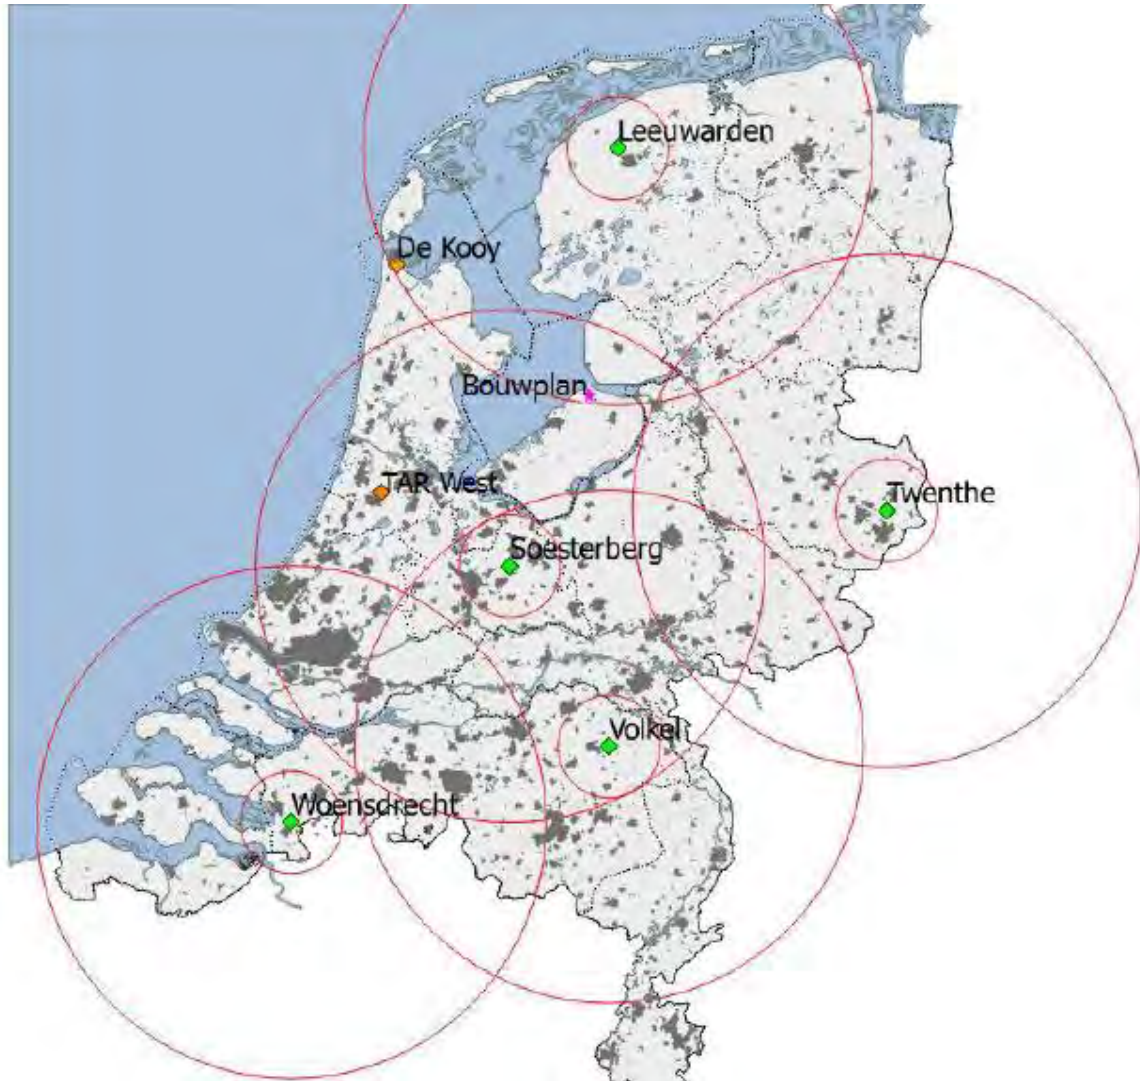 Leeuwarden
De Kooy
Bouwplan
TAR West
Twenthe
Soesterberg
Volkel
Woensdrecht